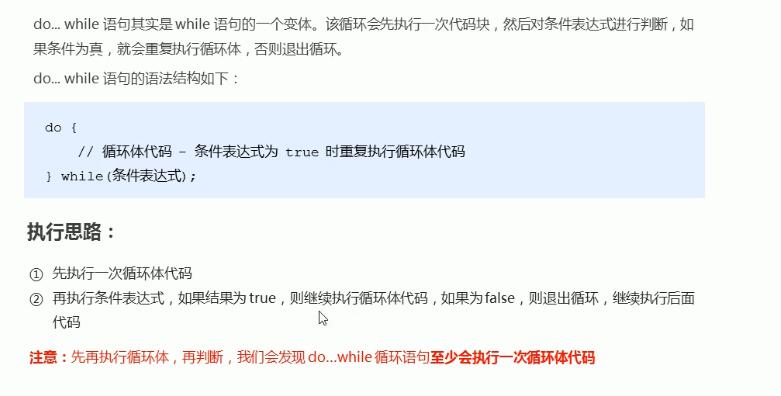 do... while 语句其实是 while 语句的一个变体。该循环会先执行一次代码块，然后对条件表达式进行判断，如
果条件为真，就会重复执行循环体，否则退出循环。
do... while 语句的语法结构如下：
do {
// 循环体代码 - 条件表达式为 true 时重复执行循环体代码
} while(条件表达式);
执行思路：
① 先执行一次循环体代码
② 再执行条件表达式，如果结果为 true，则继续执行循环体代码，如果为 false，则退出循环，继续执行后面
代码
注意：先再执行循环体，再判断，我们会发现 do…while 循环语句至少会执行一次循环体代码